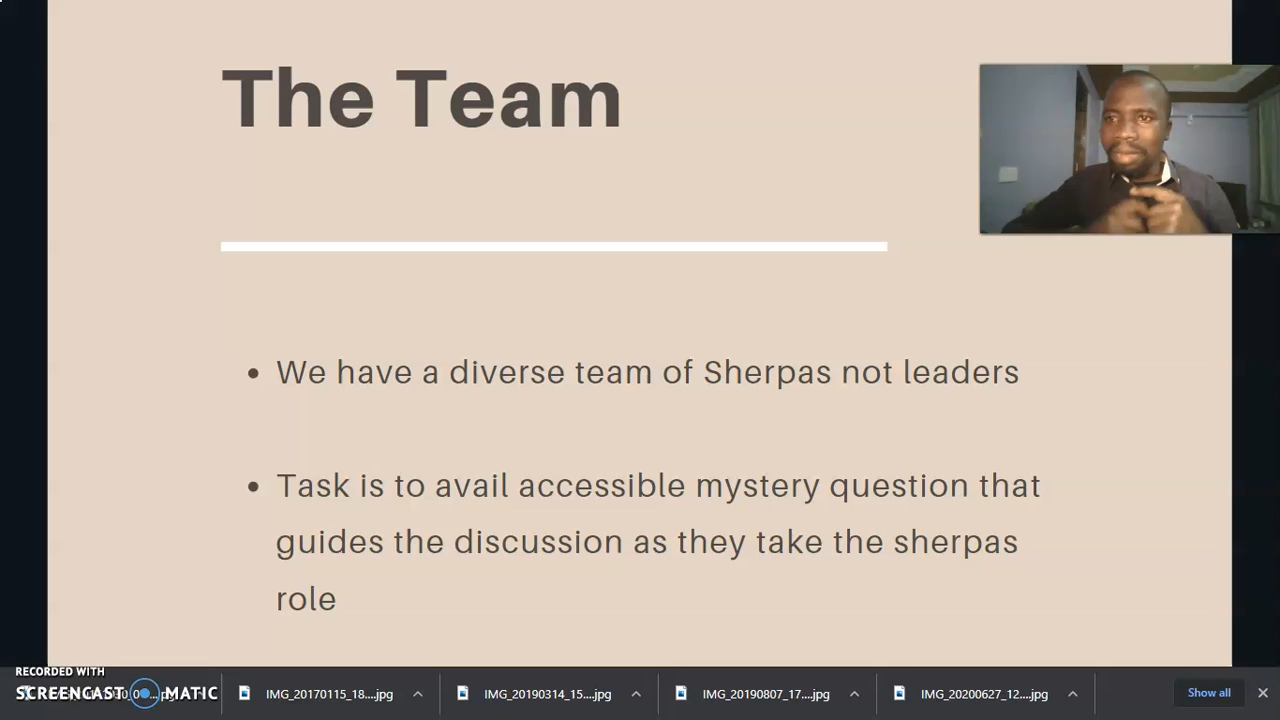 The Team
We have a diverse team of Sherpas not leaders
Task is to avail accessible mystery question that
guides the discussion as they take the sherpas
role
RECORDED WITH
SCREENCAST MATIC
IMG_20170115_18....jpg
IMG_20190314_15....jpg
IMG_20190807_17....jpg
IMG_20200627_12....jpg
Show all